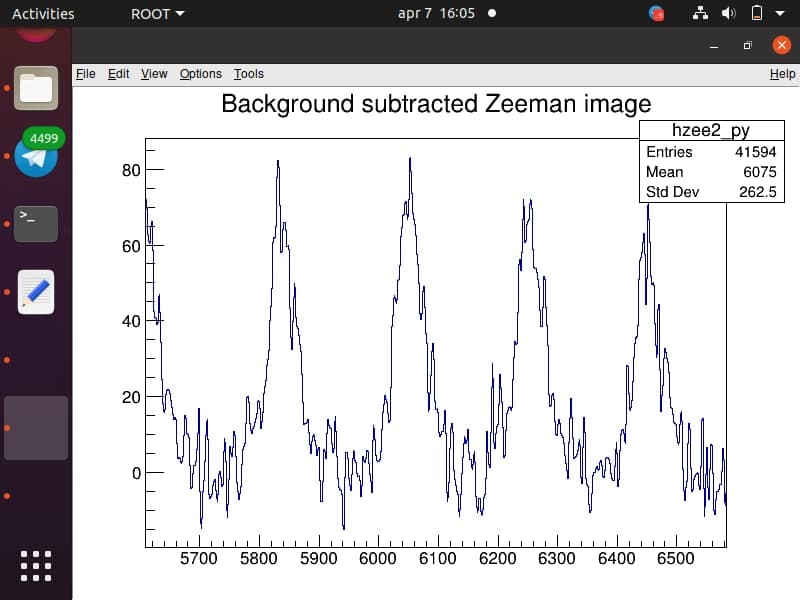 Activities ROOT apr 7 16:05
4499
>_
File Edit View Options Tools Help
Background subtracted Zeeman image
hzee2_py
Entries 41594
Mean 6075
Std Dev 262.5
80
60
40
20
0
5700 5800 5900 6000 6100 6200 6300 6400 6500